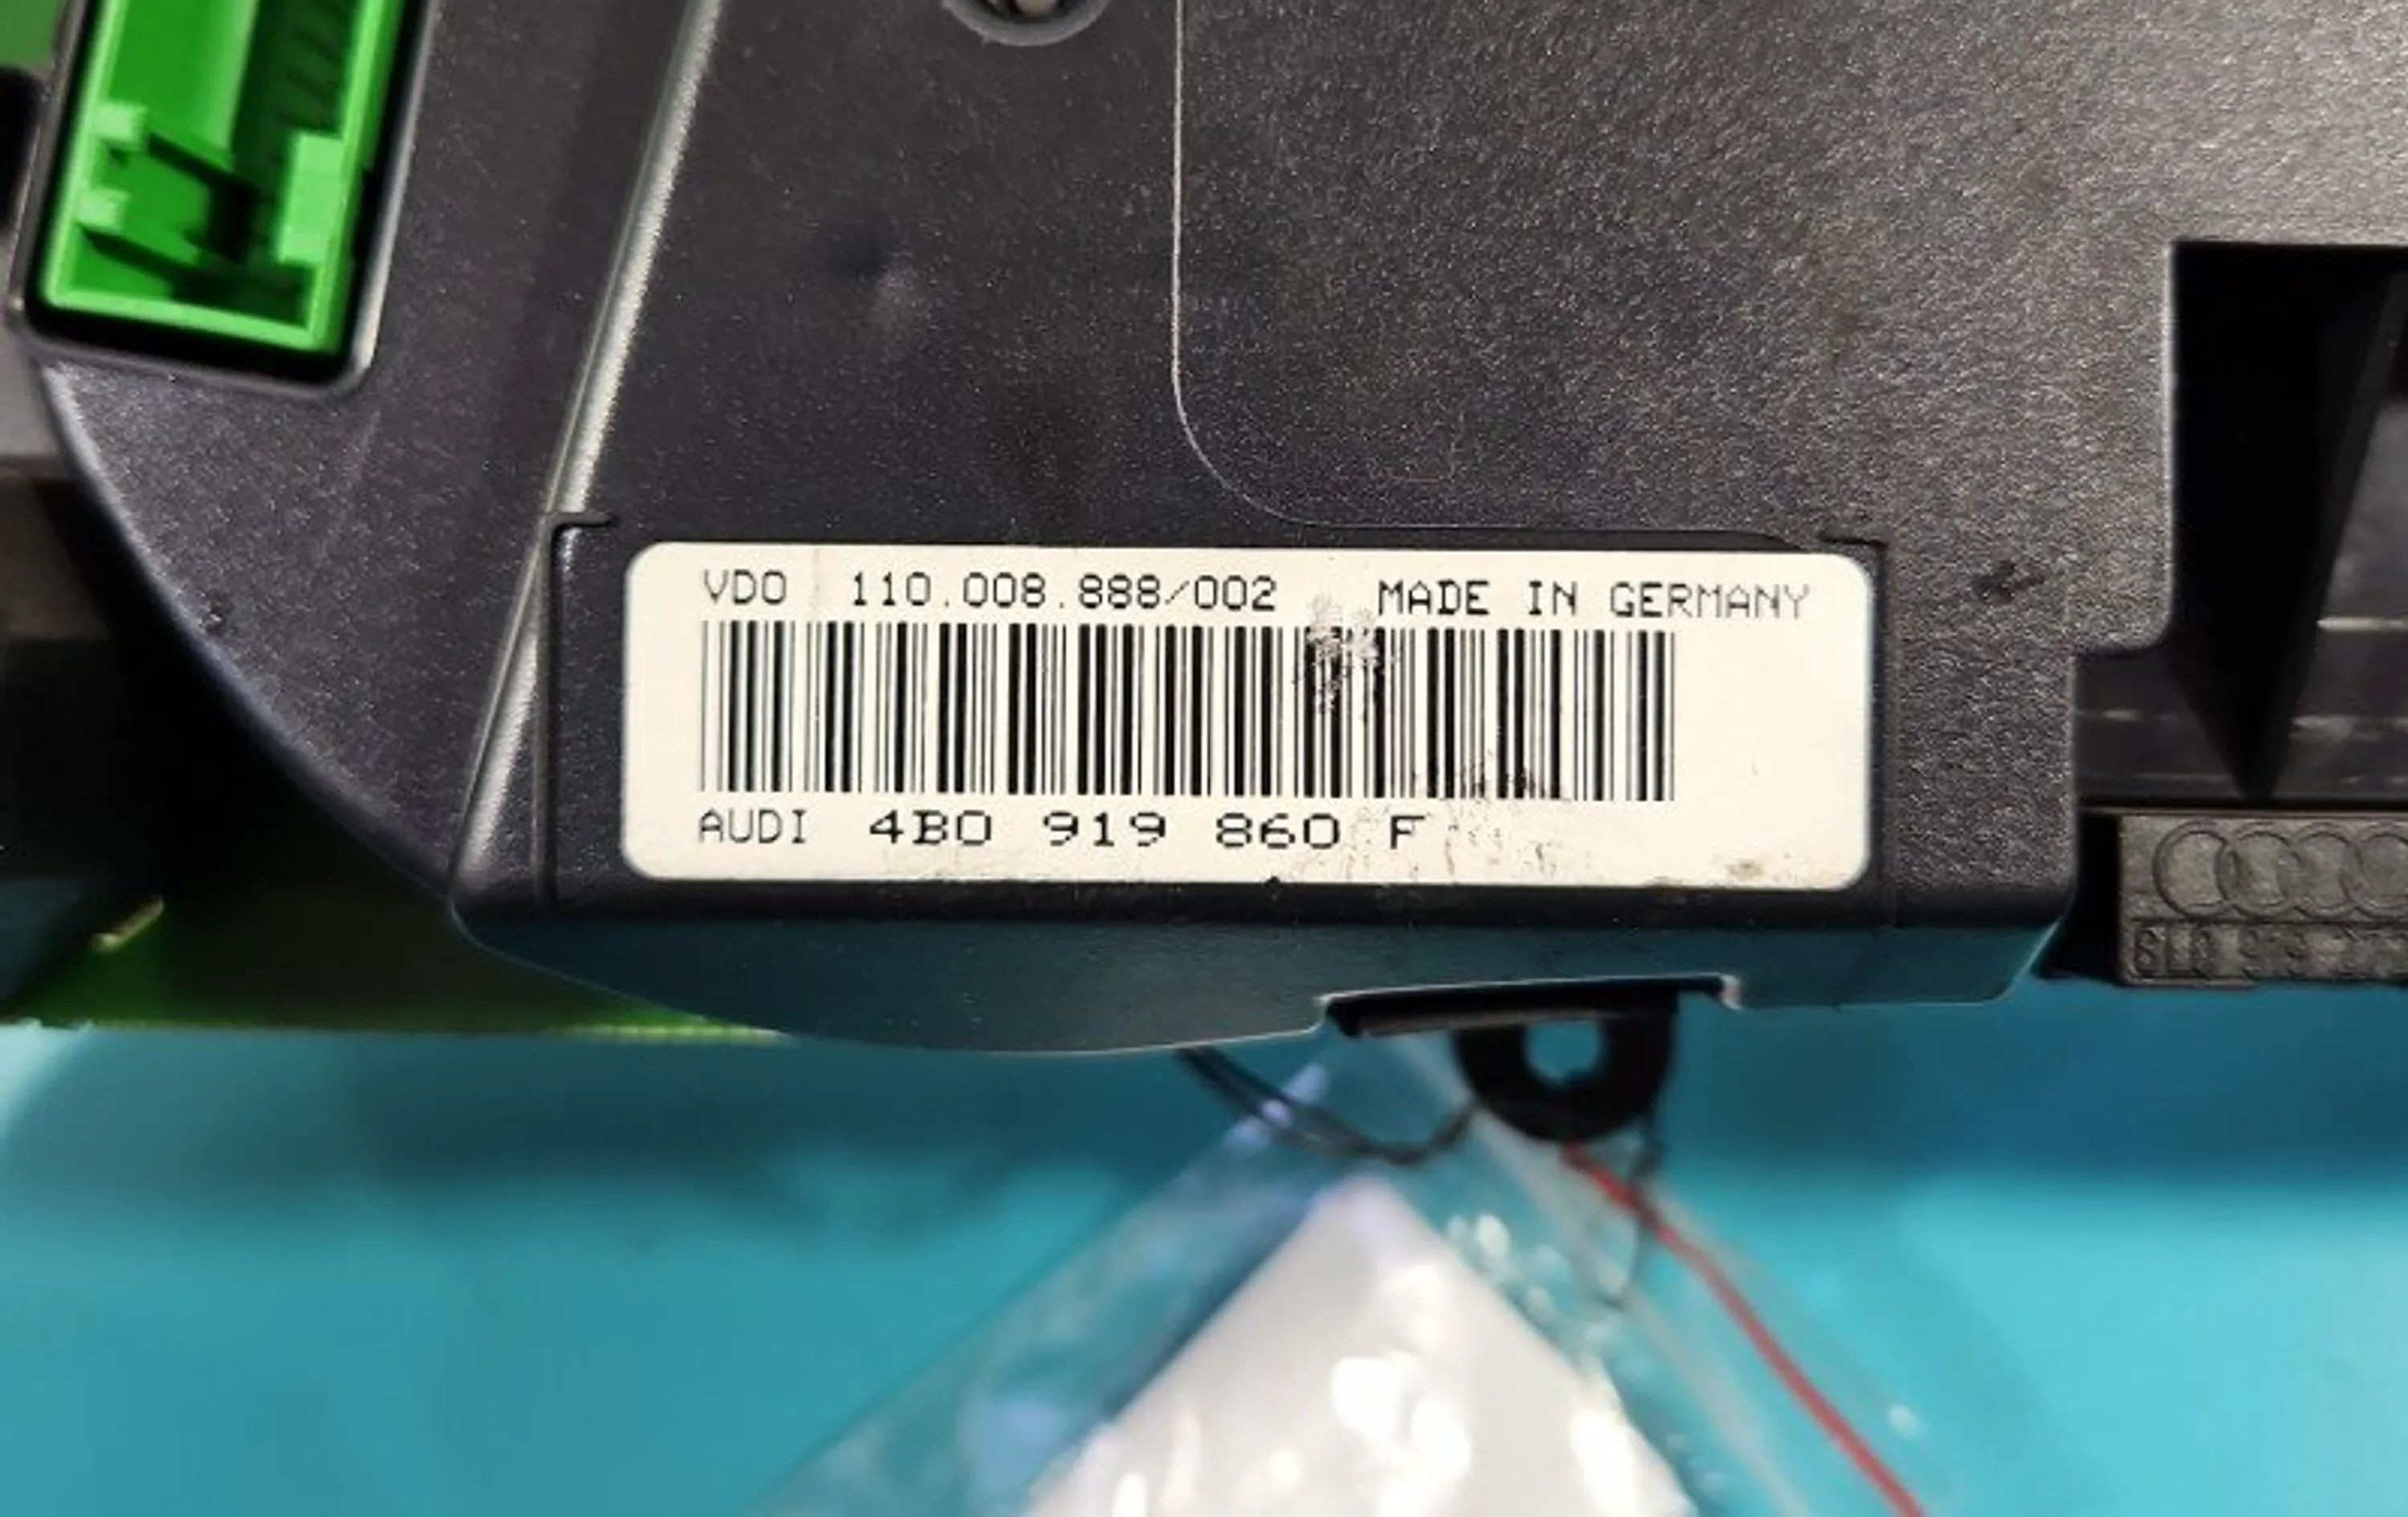 VDO 110.008.888/002 MADE IN GERMANY
AUDI 4B0 919 860 F